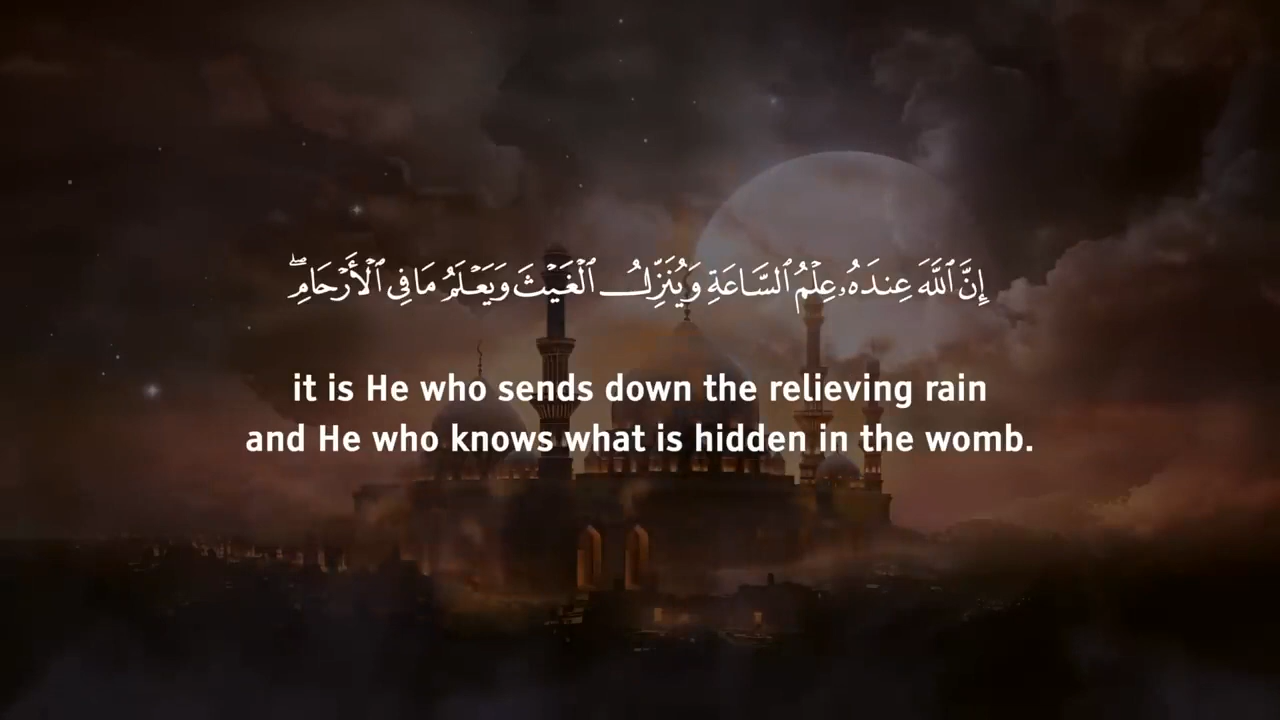 إِنَّ ٱللَّهَ عِندَهُۥ عِلْمُ ٱلسَّاعَةِ وَيُنَزِّلُ ٱلْغَيْثَ وَيَعْلَمُ مَا فِى ٱلْأَرْحَامِ ۖ
it is He who sends down the relieving rain
and He who knows what is hidden in the womb.